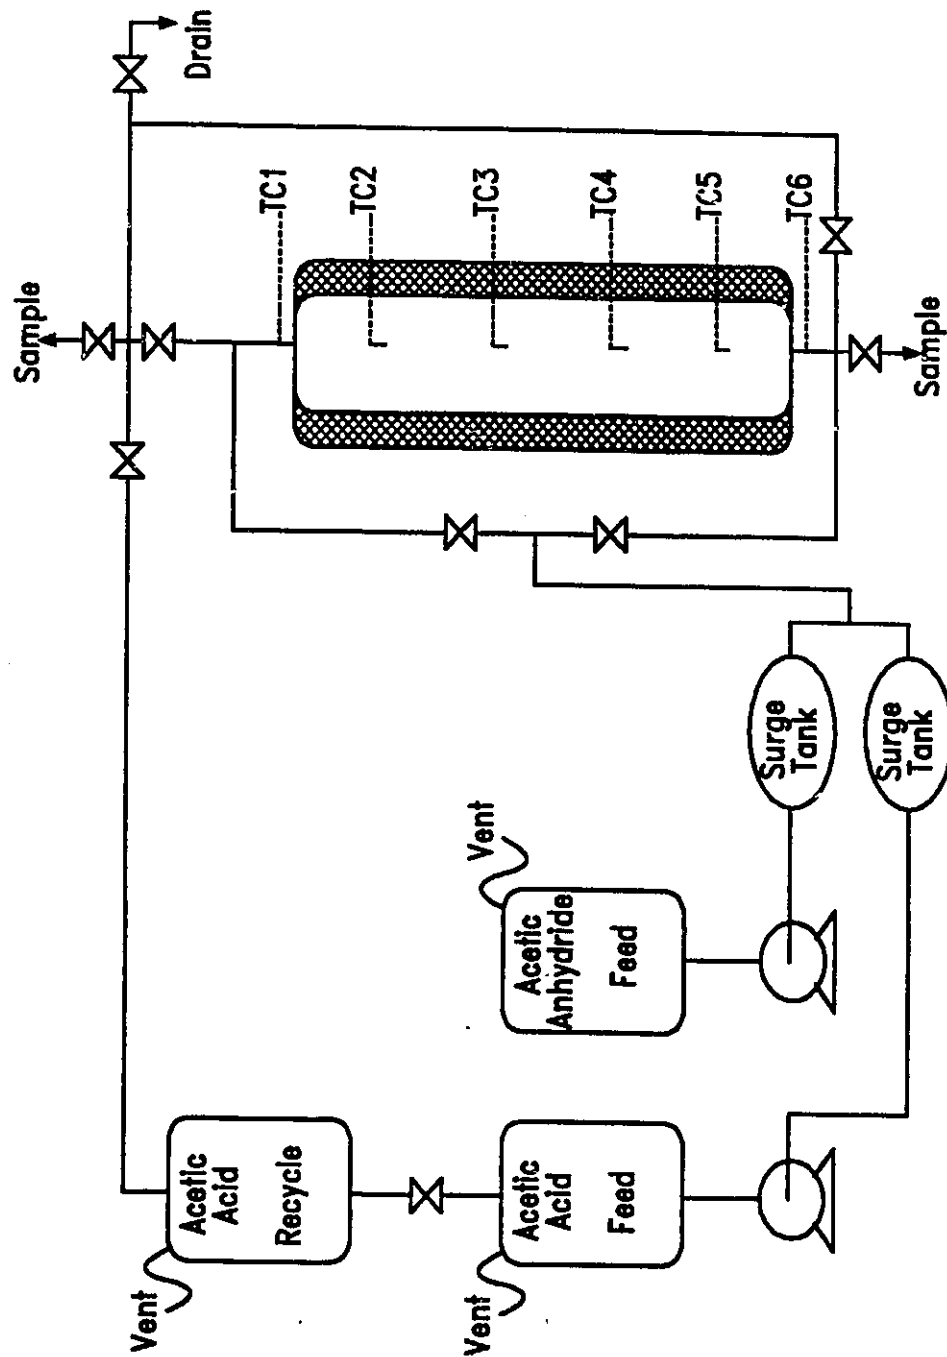 Sample
Drain
TC1
TC2
TC3
TC4
TC5
TC6
Sample
Surge
Tank
Surge
Tank
Vent
Acetic
Anhydride
Feed
Acetic
Acid
Recycle
Vent
Acetic
Acid
Feed
Vent